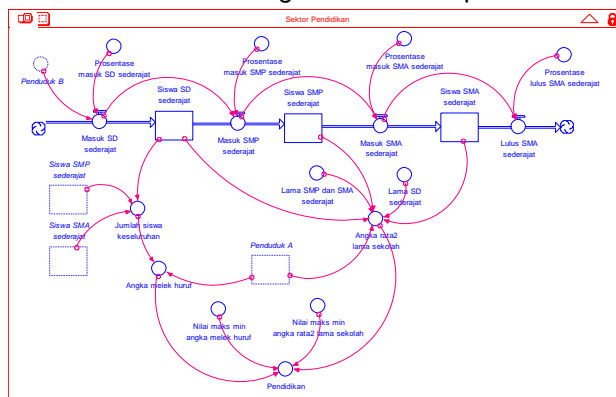 Sektor Pendidikan
Penduduk B
Prosentase
masuk SD sederajat
Prosentase
masuk SMP sederajat
Prosentase
masuk SMA sederajat
Prosentase
lulus SMA sederajat
Siswa SD
sederajat
Siswa SMP
sederajat
Siswa SMA
sederajat
Masuk SD
sederajat
Masuk SMP
sederajat
Masuk SMA
sederajat
Lulus SMA
sederajat
Siswa SMP
sederajat
Siswa SMA
sederajat
Jumlah siswa
keseluruhan
Lama SMP dan SMA
sederajat
Lama SD
sederajat
Angka rata2
lama sekolah
Penduduk A
Angka melek huruf
Nilai maks min
angka melek huruf
Nilai maks min
angka rata2 lama sekolah
Pendidikan